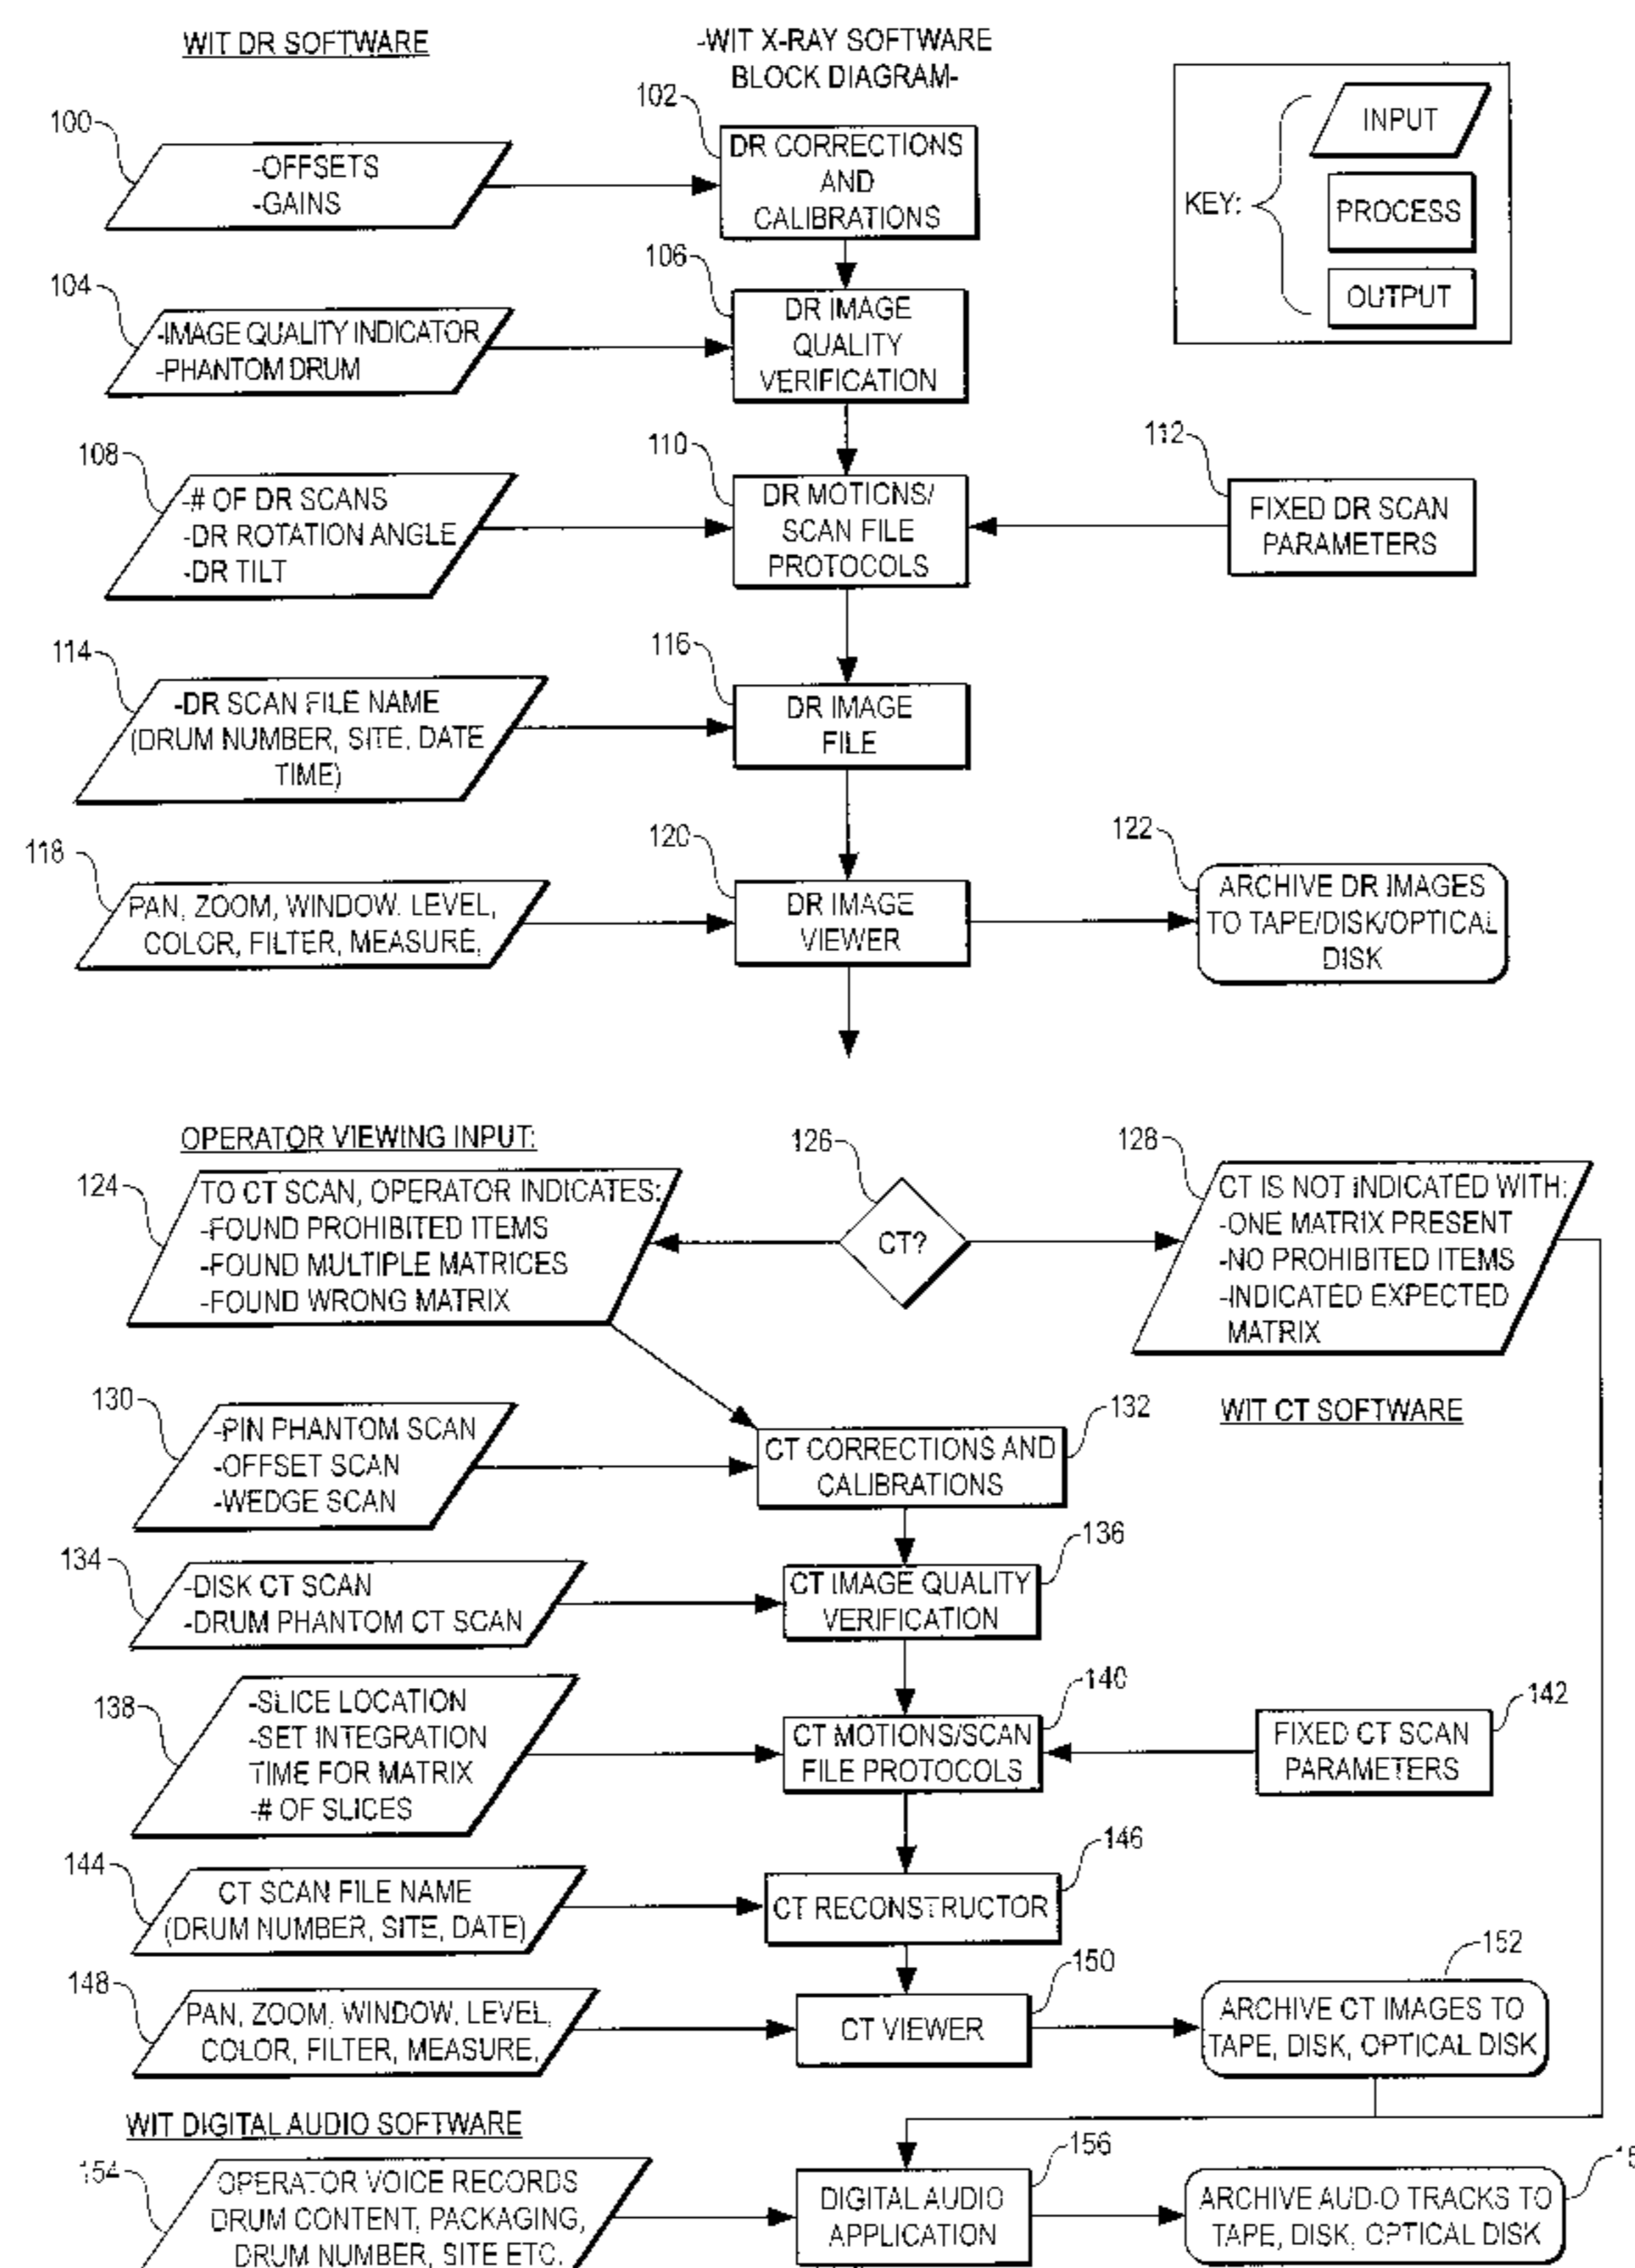 WIT DR SOFTWARE
-WIT X-RAY SOFTWARE
BLOCK DIAGRAM-
KEY:
INPUT
PROCESS
OUTPUT
100
-OFFSETS
-GAINS
102
DR CORRECTIONS
AND
CALIBRATIONS
104
-IMAGE QUALITY INDICATOR
-PHANTOM DRUM
106
DR IMAGE
QUALITY
VERIFICATION
108
-# OF DR SCANS
-DR ROTATION ANGLE
-DR TILT
110
DR MOTIONS/
SCAN FILE
PROTOCOLS
112
FIXED DR SCAN
PARAMETERS
114
-DR SCAN FILE NAME
(DRUM NUMBER, SITE, DATE
TIME)
116
DR IMAGE
FILE
118
PAN, ZOOM, WINDOW, LEVEL,
COLOR, FILTER, MEASURE,
120
DR IMAGE
VIEWER
122
ARCHIVE DR IMAGES
TO TAPE/DISK/OPTICAL
DISK
OPERATOR VIEWING INPUT:
124
TO CT SCAN, OPERATOR INDICATES:
-FOUND PROHIBITED ITEMS
-FOUND MULTIPLE MATRICES
-FOUND WRONG MATRIX
126
CT?
128
CT IS NOT INDICATED WITH:
-ONE MATRIX PRESENT
-NO PROHIBITED ITEMS
-INDICATED EXPECTED
MATRIX
WIT CT SOFTWARE
130
-PIN PHANTOM SCAN
-OFFSET SCAN
-WEDGE SCAN
132
CT CORRECTIONS AND
CALIBRATIONS
134
-DISK CT SCAN
-DRUM PHANTOM CT SCAN
136
CT IMAGE QUALITY
VERIFICATION
138
-SLICE LOCATION
-SET INTEGRATION
TIME FOR MATRIX
-# OF SLICES
140
CT MOTIONS/SCAN
FILE PROTOCOLS
142
FIXED CT SCAN
PARAMETERS
144
CT SCAN FILE NAME
(DRUM NUMBER, SITE, DATE)
146
CT RECONSTRUCTOR
148
PAN, ZOOM, WINDOW, LEVEL,
COLOR, FILTER, MEASURE,
150
CT VIEWER
152
ARCHIVE CT IMAGES TO
TAPE, DISK, OPTICAL DISK
WIT DIGITAL AUDIO SOFTWARE
154
OPERATOR VOICE RECORDS
DRUM CONTENT, PACKAGING,
DRUM NUMBER, SITE ETC.
156
DIGITAL AUDIO
APPLICATION
ARCHIVE AUDIO TRACKS TO
TAPE, DISK, OPTICAL DISK